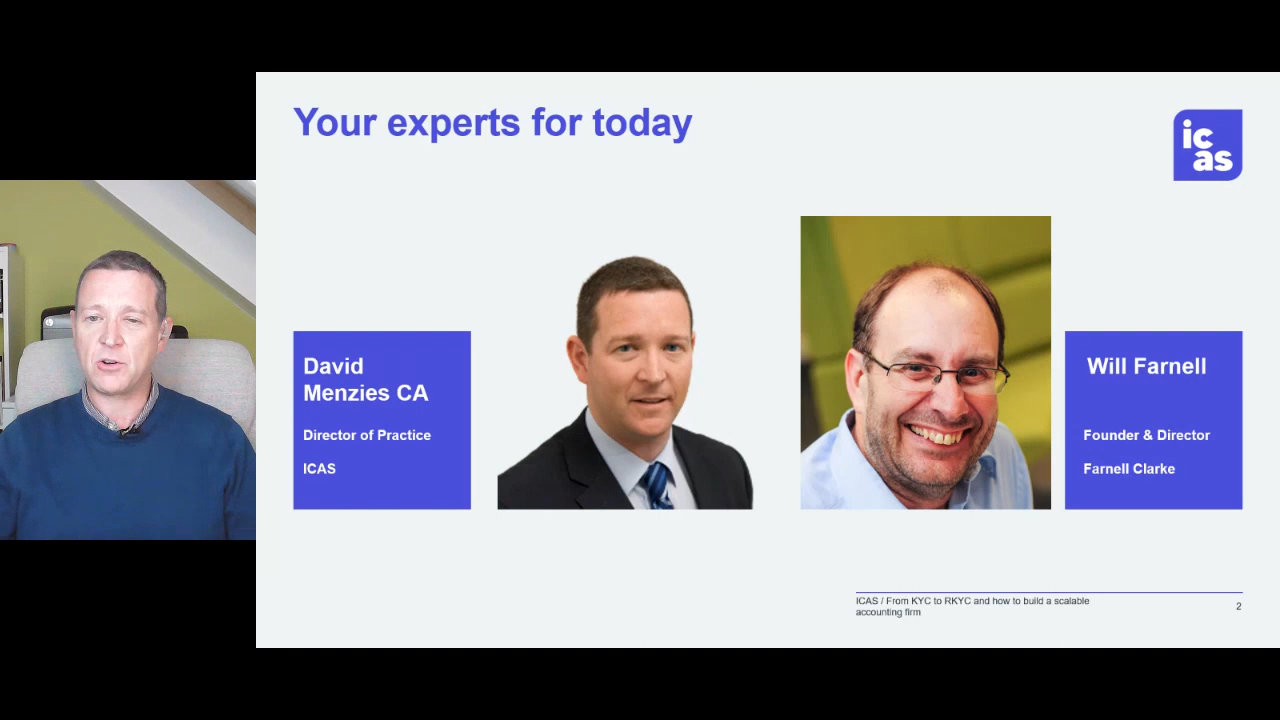 Your experts for today
ic
as
David
Menzies CA
Director of Practice
ICAS
Will Farnell
Founder & Director
Farnell Clarke
ICAS / From KYC to RKYC and how to build a scalable
accounting firm
2